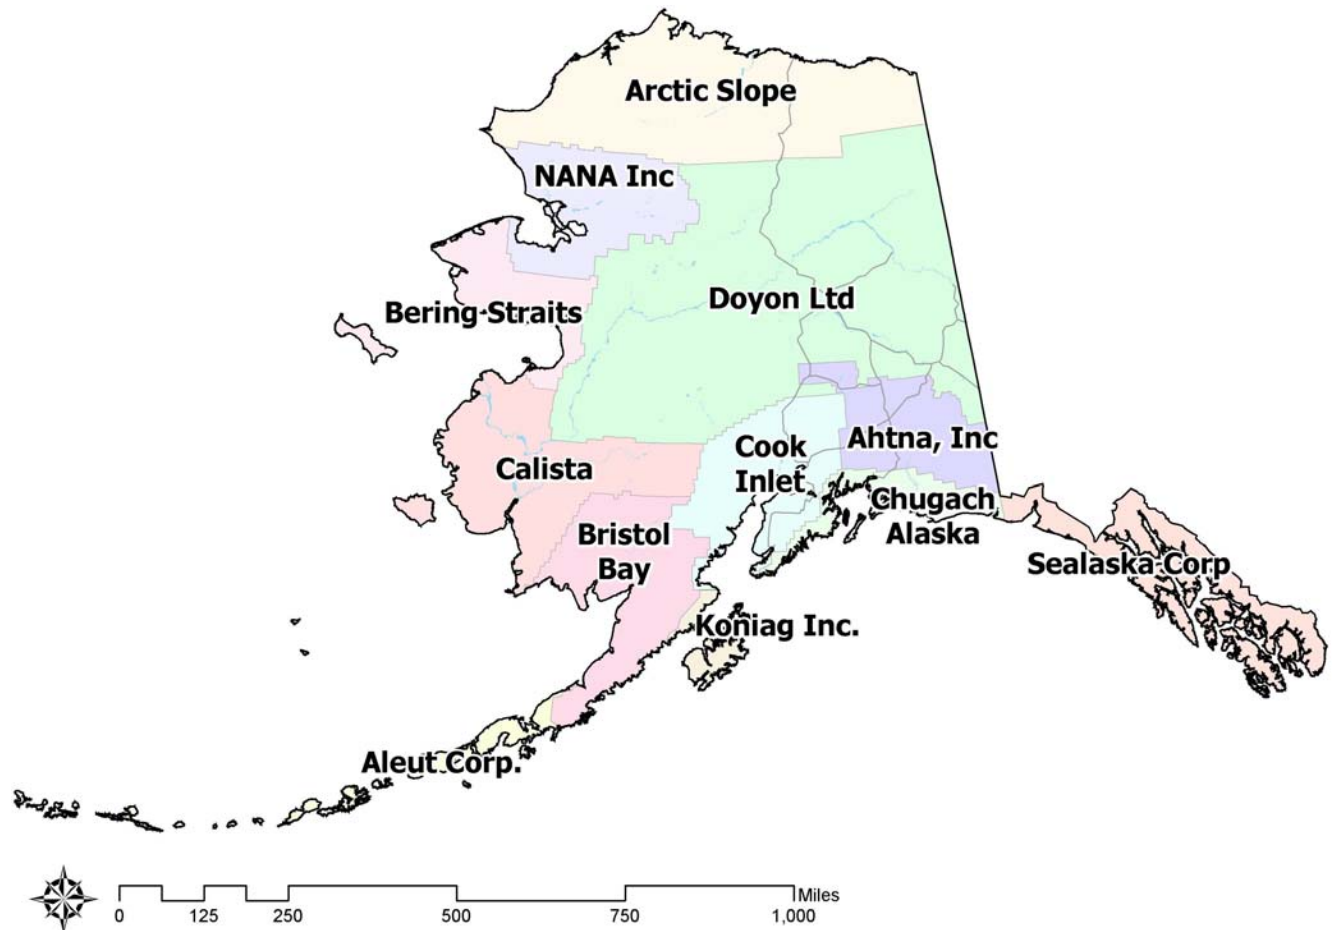 Arctic Slope
NANA Inc
Bering Straits
Doyon Ltd
Calista
Cook
Inlet
Ahtna, Inc
Chugach
Alaska
Bristol
Bay
Sealaska Corp
Koniag Inc.
Aleut Corp.
Miles
0 125 250 500 750 1,000